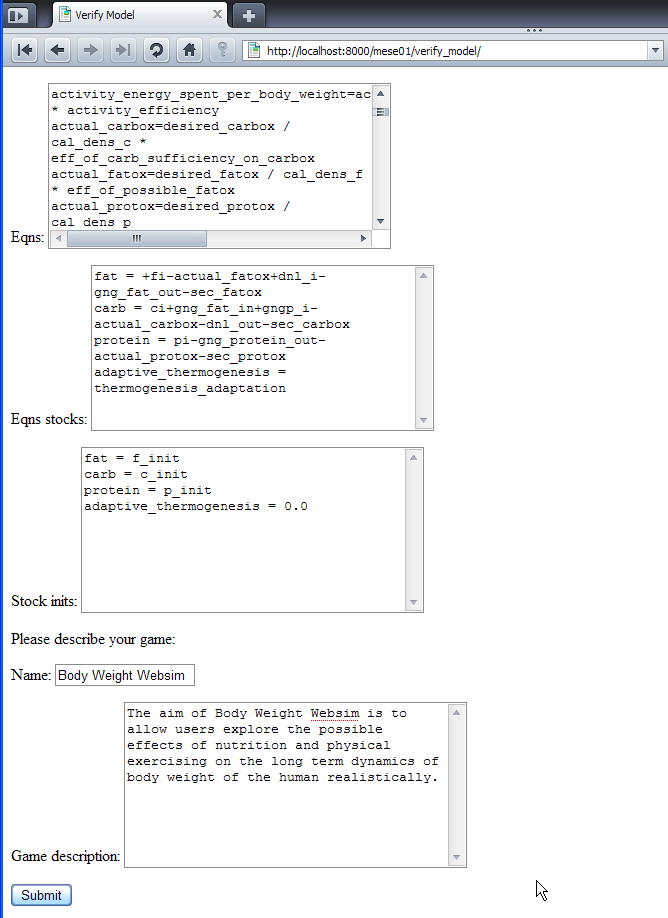 Verify Model
http://localhost:8000/mese01/verify_model/
activity_energy_spent_per_body_weight=ac
* activity_efficiency
actual_carbox=desired_carbox /
cal_dens_c *
eff_of_carb_sufficiency_on_carbox
actual_fatox=desired_fatox / cal_dens_f
* eff_of_possible_fatox
actual_protox=desired_protox /
cal_dens_p
Eqns:
fat = +fi-actual_fatox+dnl_i-
gng_fat_out-sec_fatox
carb = ci+gng_fat_in+gngp_i-
actual_carbox-dnl_out-sec_carbox
protein = pi-gng_protein_out-
actual_protox-sec_protox
adaptive_thermogenesis =
thermogenesis_adaptation
Eqns stocks:
fat = f_init
carb = c_init
protein = p_init
adaptive_thermogenesis = 0.0
Stock inits:
Please describe your game:
Name: Body Weight Websim
The aim of Body Weight Websim is to
allow users explore the possible
effects of nutrition and physical
exercising on the long term dynamics of
body weight of the human realistically.
Game description:
Submit